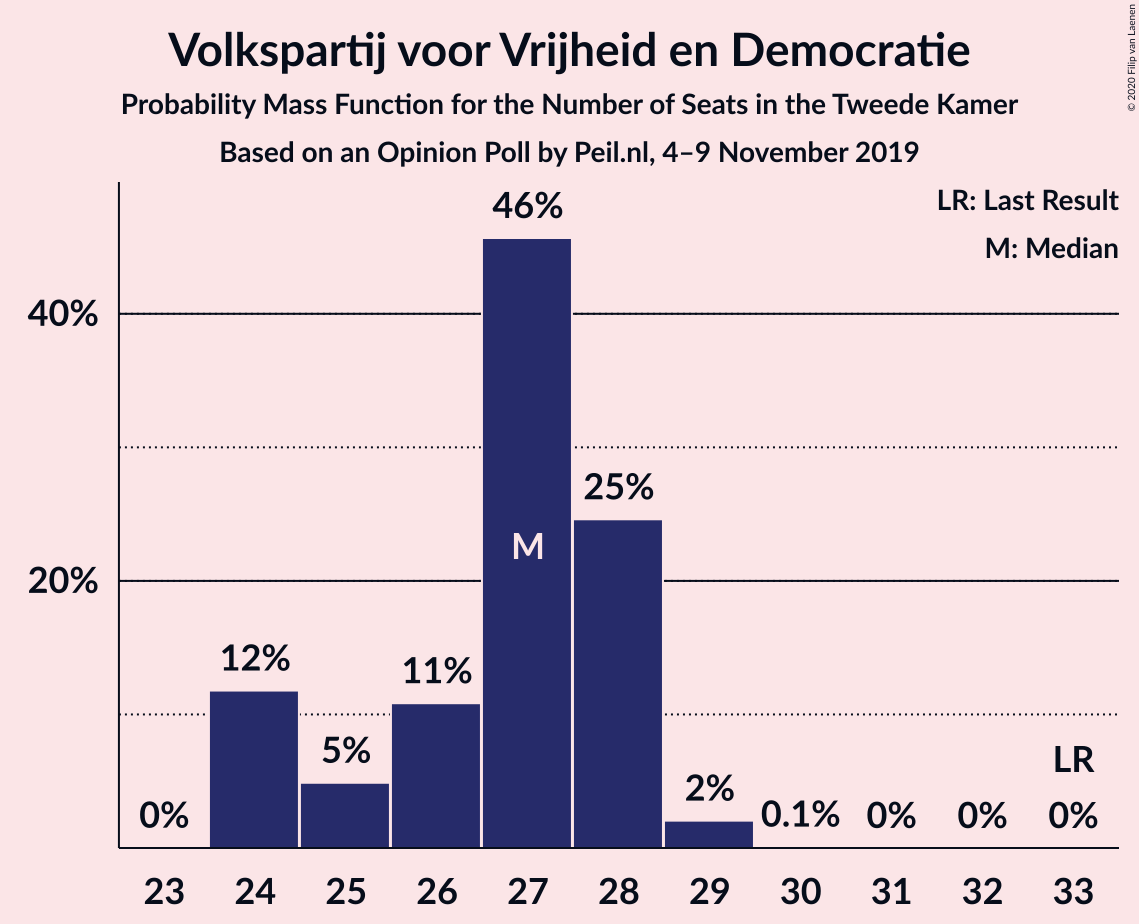 Volkspartij voor Vrijheid en Democratie
Probability Mass Function for the Number of Seats in the Tweede Kamer
Based on an Opinion Poll by Peil.nl, 4–9 November 2019
© 2020 Filip van Laenen
LR: Last Result
M: Median
40%
20%
0%
12%
5%
11%
46%
M
25%
2%
0.1%
0%
0%
LR
0%
23 24 25 26 27 28 29 30 31 32 33